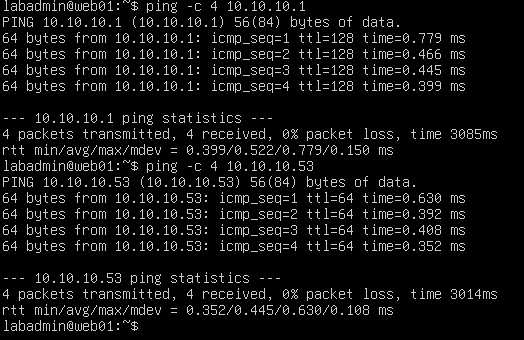 labadmin@web01:~$ ping -c 4 10.10.10.1
PING 10.10.10.1 (10.10.10.1) 56(84) bytes of data.
64 bytes from 10.10.10.1: icmp_seq=1 ttl=128 time=0.779 ms
64 bytes from 10.10.10.1: icmp_seq=2 ttl=128 time=0.466 ms
64 bytes from 10.10.10.1: icmp_seq=3 ttl=128 time=0.445 ms
64 bytes from 10.10.10.1: icmp_seq=4 ttl=128 time=0.399 ms

--- 10.10.10.1 ping statistics ---
4 packets transmitted, 4 received, 0% packet loss, time 3085ms
rtt min/avg/max/mdev = 0.399/0.522/0.779/0.150 ms
labadmin@web01:~$ ping -c 4 10.10.10.53
PING 10.10.10.53 (10.10.10.53) 56(84) bytes of data.
64 bytes from 10.10.10.53: icmp_seq=1 ttl=64 time=0.630 ms
64 bytes from 10.10.10.53: icmp_seq=2 ttl=64 time=0.392 ms
64 bytes from 10.10.10.53: icmp_seq=3 ttl=64 time=0.408 ms
64 bytes from 10.10.10.53: icmp_seq=4 ttl=64 time=0.352 ms

--- 10.10.10.53 ping statistics ---
4 packets transmitted, 4 received, 0% packet loss, time 3014ms
rtt min/avg/max/mdev = 0.352/0.445/0.630/0.108 ms
labadmin@web01:~$